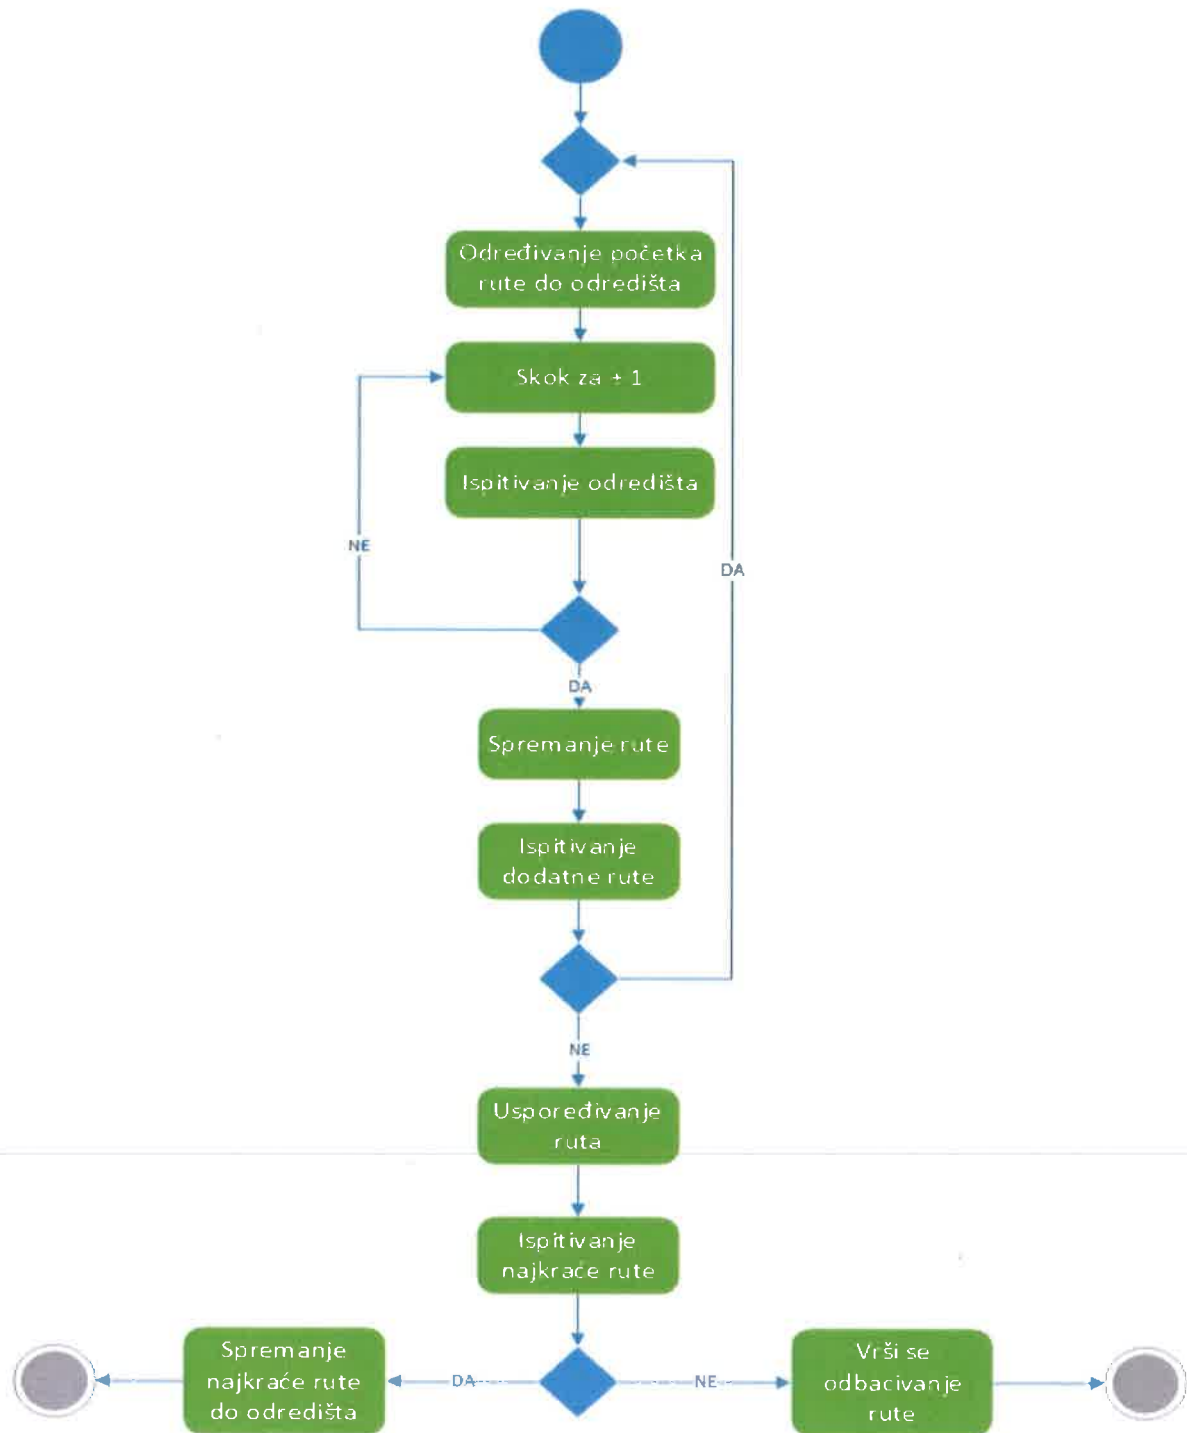 Određivanje početka
rute do odredišta
Skok za ± 1
Ispitivanje odredišta
NE
DA
DA
Spremanje rute
Ispitivanje
dodatne rute
NE
Uspoređivanje
ruta
Ispitivanje
najkraće rute
Spremanje
najkraće rute
do odredišta
DA
NE
Vrši se
odbacivanje
rute